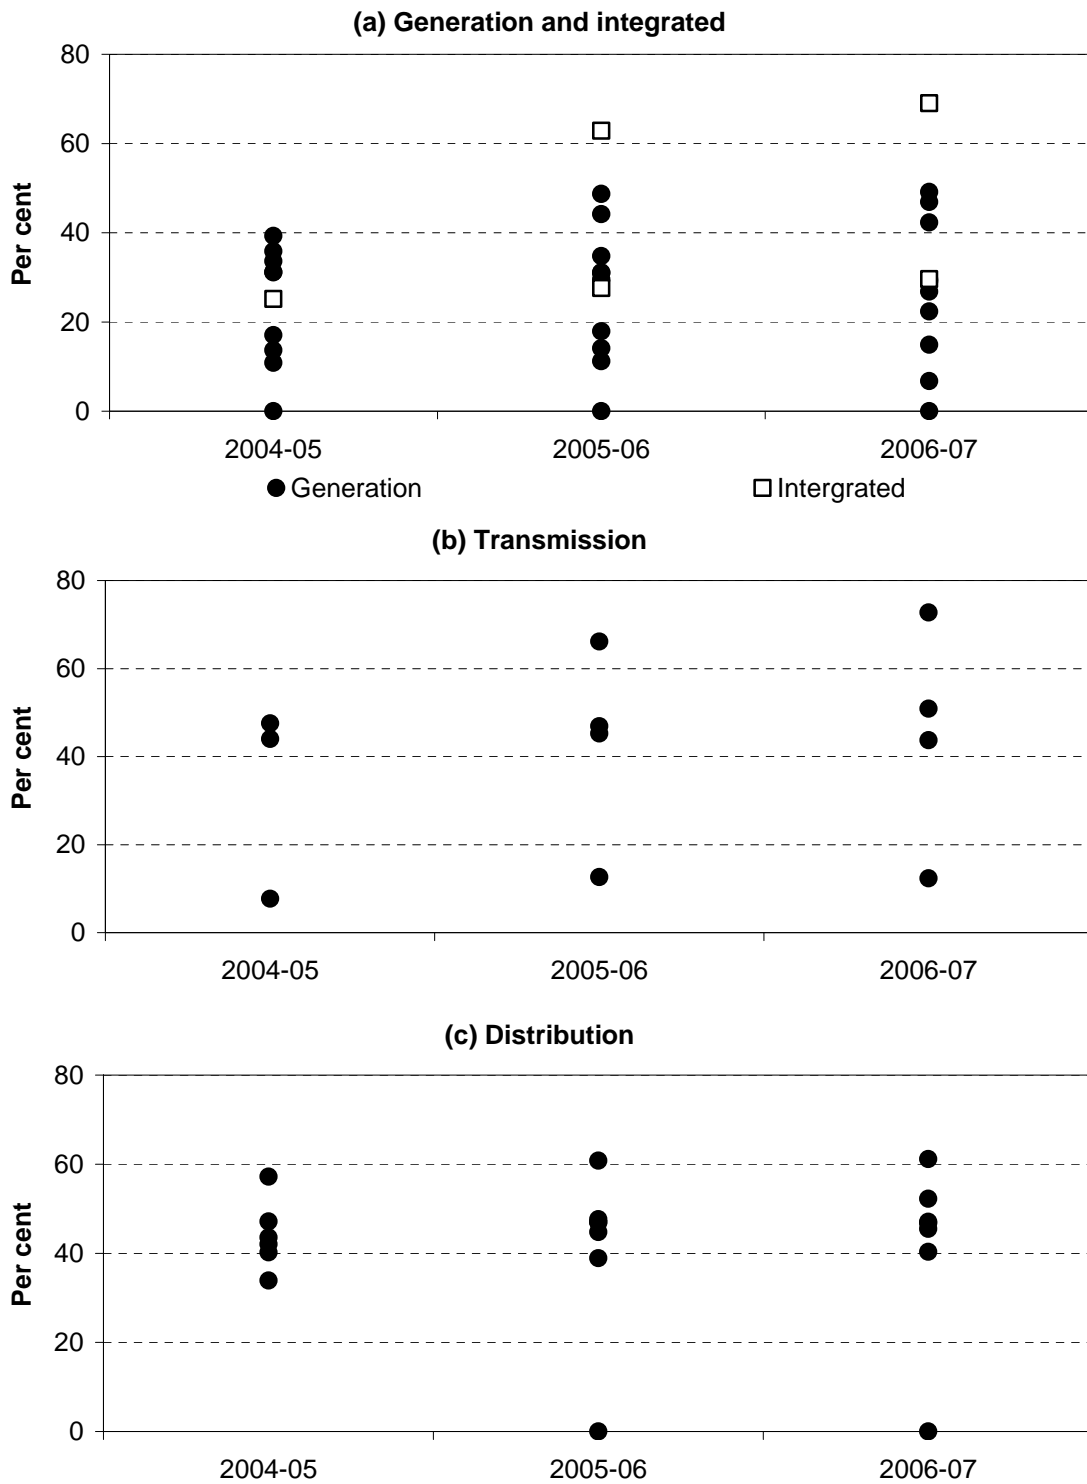 (a) Generation and integrated
80
60
40
20
0
Per cent
2004-05 2005-06 2006-07
Generation Intergrated
(b) Transmission
80
60
40
20
0
Per cent
2004-05 2005-06 2006-07
(c) Distribution
80
60
40
20
0
Per cent
2004-05 2005-06 2006-07